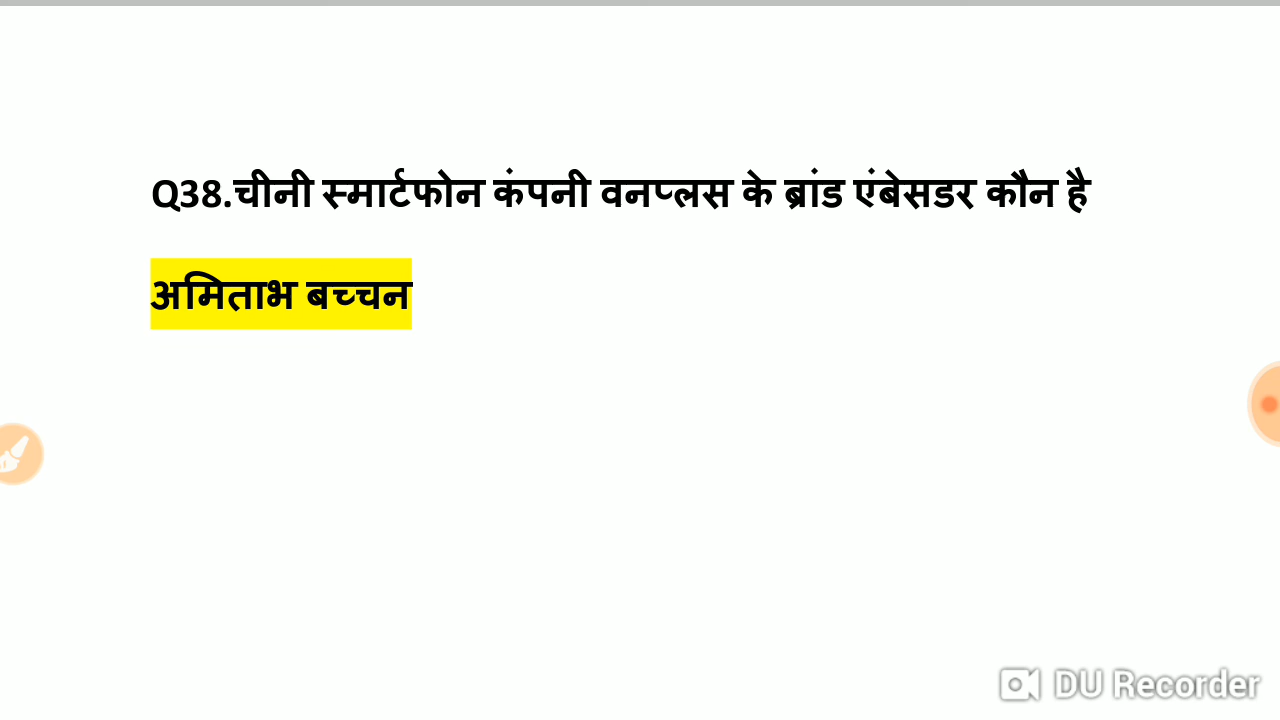 Q38.चीनी स्मार्टफोन कंपनी वनप्लस के ब्रांड एंबेसडर कौन है
अमिताभ बच्चन
DU Recorder